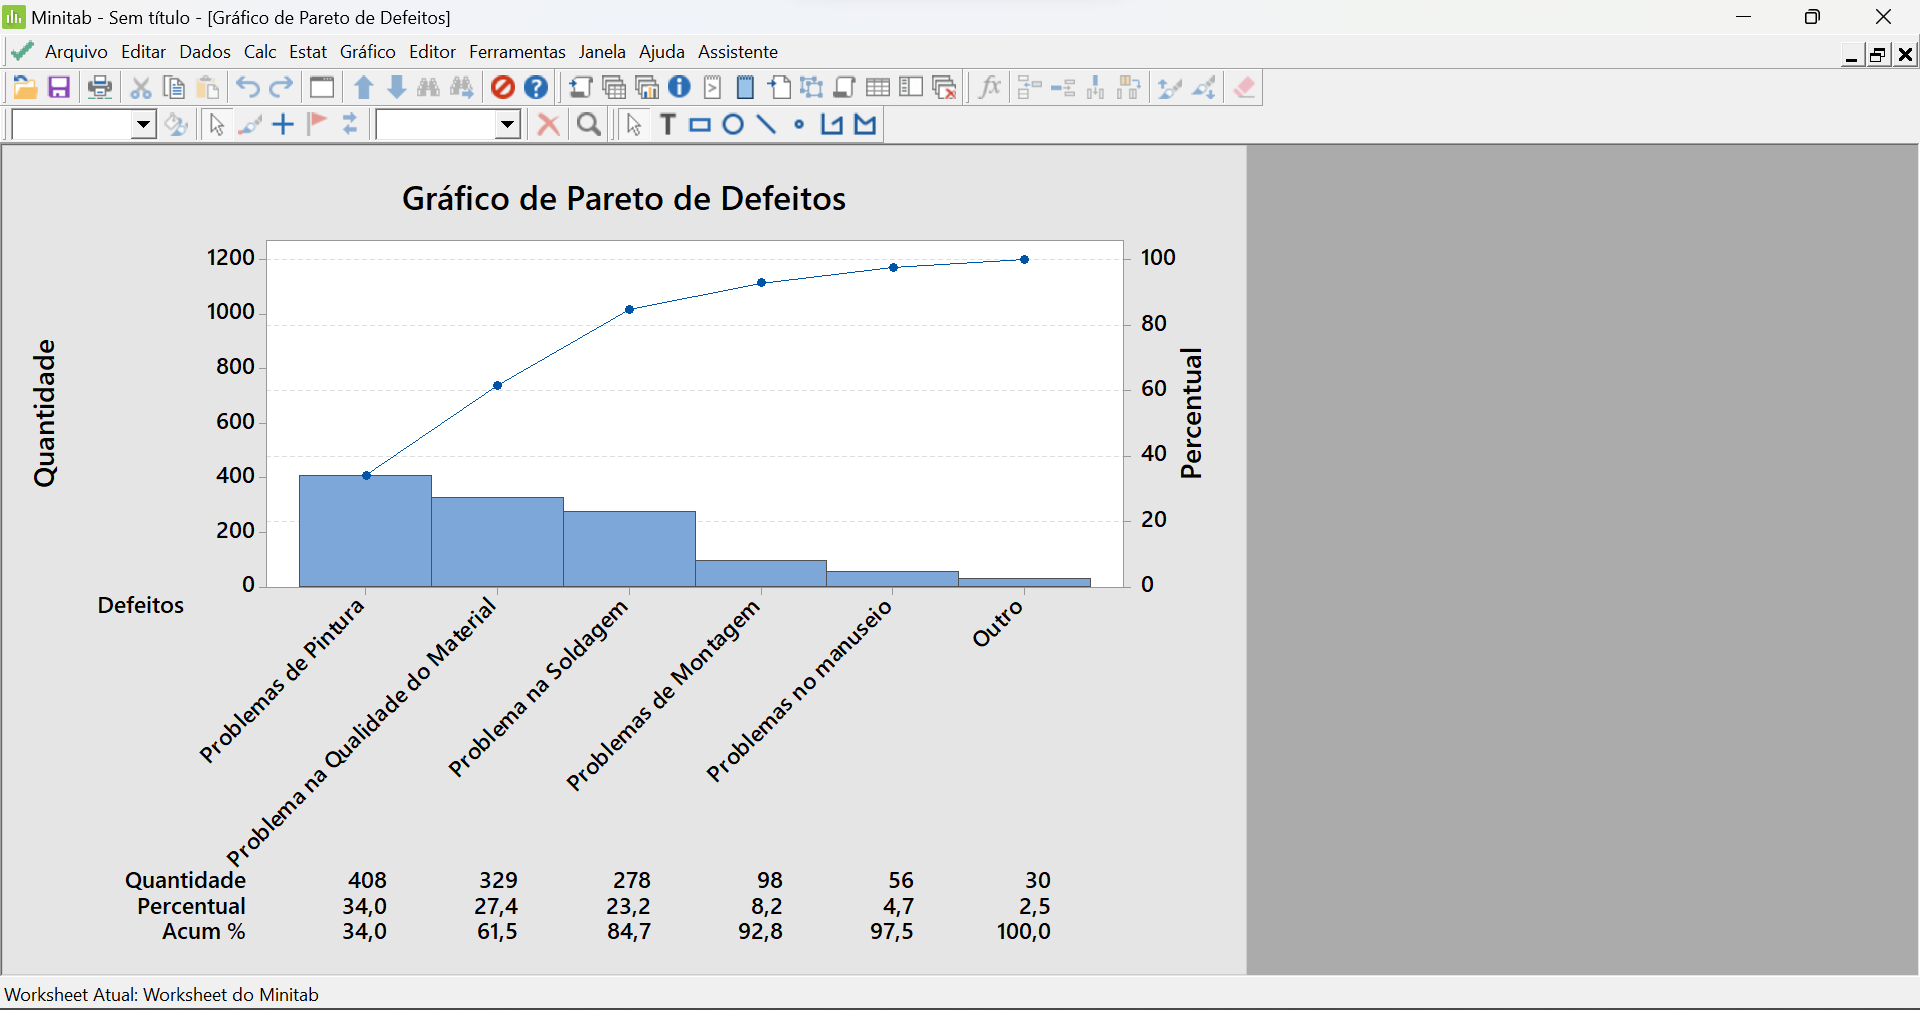 Minitab - Sem título - [Gráfico de Pareto de Defeitos]
Arquivo Editar Dados Calc Estat Gráfico Editor Ferramentas Janela Ajuda Assistente
Gráfico de Pareto de Defeitos
1200
1000
800
600
400
200
0
Quantidade
100
80
60
40
20
0
Percentual
Defeitos
Problemas de Pintura
Problema na Qualidade do Material
Problema na Soldagem
Problemas de Montagem
Problemas no manuseio
Outro
Quantidade 408 329 278 98 56 30
Percentual 34,0 27,4 23,2 8,2 4,7 2,5
Acum % 34,0 61,5 84,7 92,8 97,5 100,0
Worksheet Atual: Worksheet do Minitab